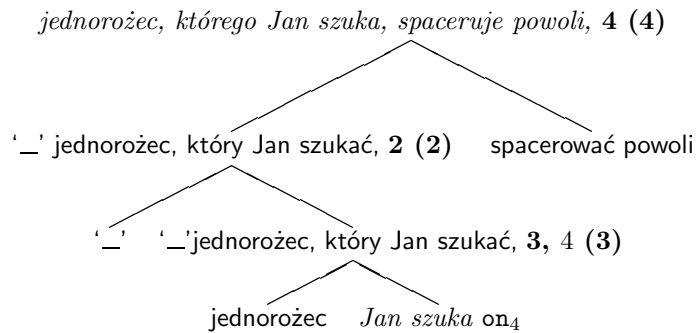 jednorożec, którego Jan szuka, spaceruje powoli, 4 (4)
‘_’ jednorożec, który Jan szukać, 2 (2) spacerować powoli
‘_’ ‘_’jednorożec, który Jan szukać, 3, 4 (3)
jednorożec Jan szuka on₄